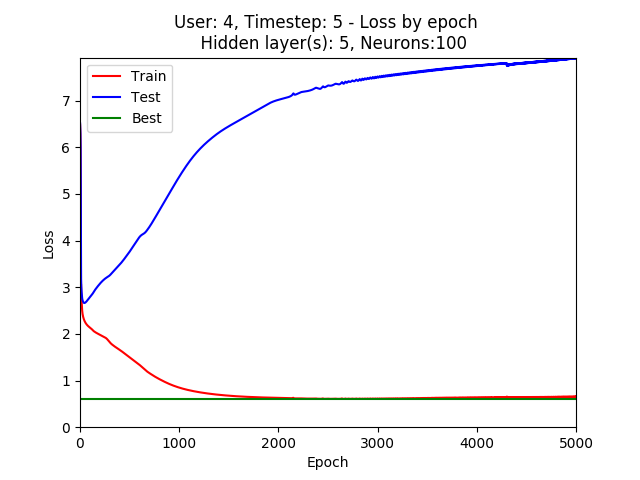 User: 4, Timestep: 5 - Loss by epoch
Hidden layer(s): 5, Neurons:100
Train
Test
Best
Loss
7
6
5
4
3
2
1
0
0 1000 2000 3000 4000 5000
Epoch